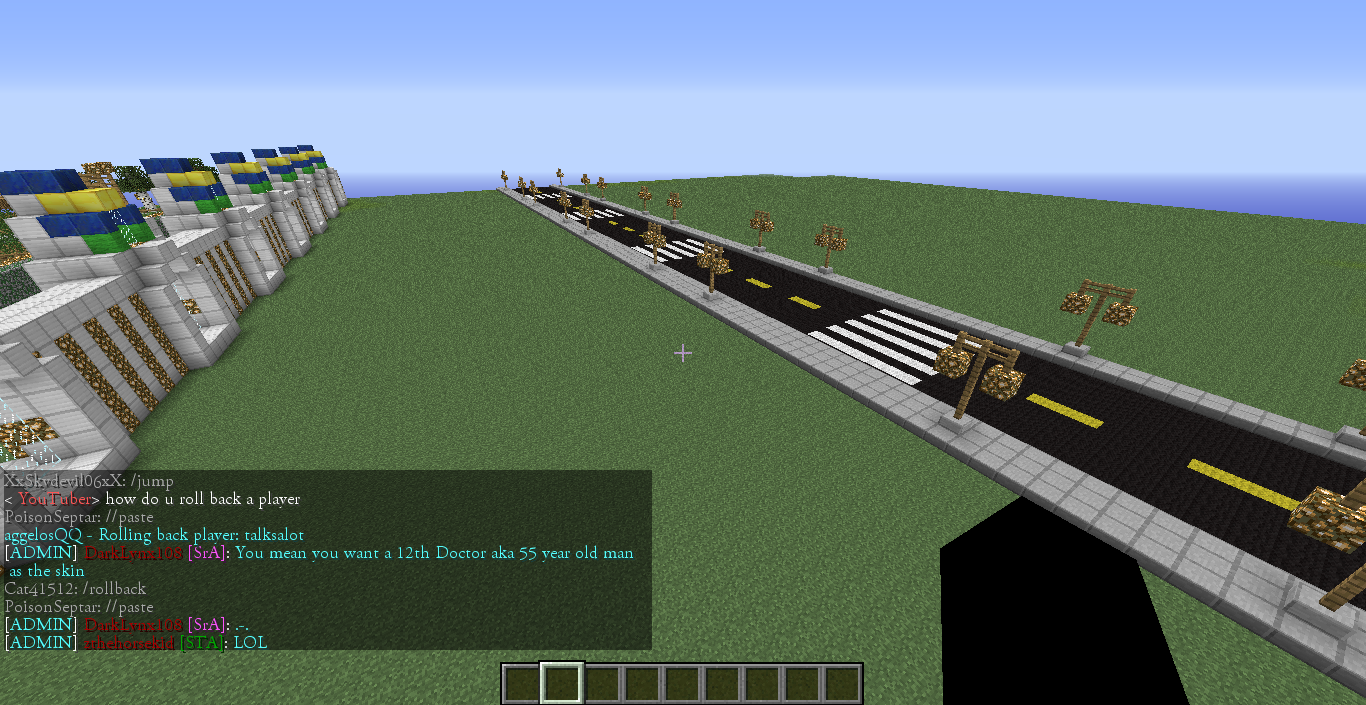 XxSkydevil06xX: /jump
< YouTuber> how do u roll back a player
PoisonSeptar: //paste
aggelosQQ - Rolling back player: talksalot
[ADMIN] DarkLynx108 [SrA]: You mean you want a 12th Doctor aka 55 year old man
as the skin
Cat41512: /rollback
PoisonSeptar: //paste
[ADMIN] DarkLynx108 [SrA]: .-.
[ADMIN] [STA]: LOL